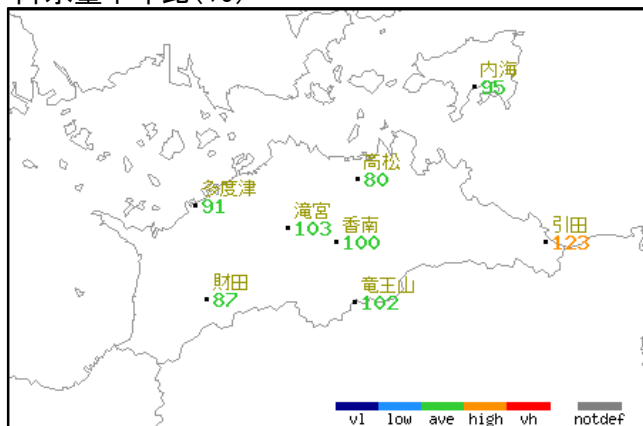 内海
95
高松
80
多度津
91
滝宮
103
香南
100
引田
123
財田
87
竜王山
102
vl low ave high vh notdef